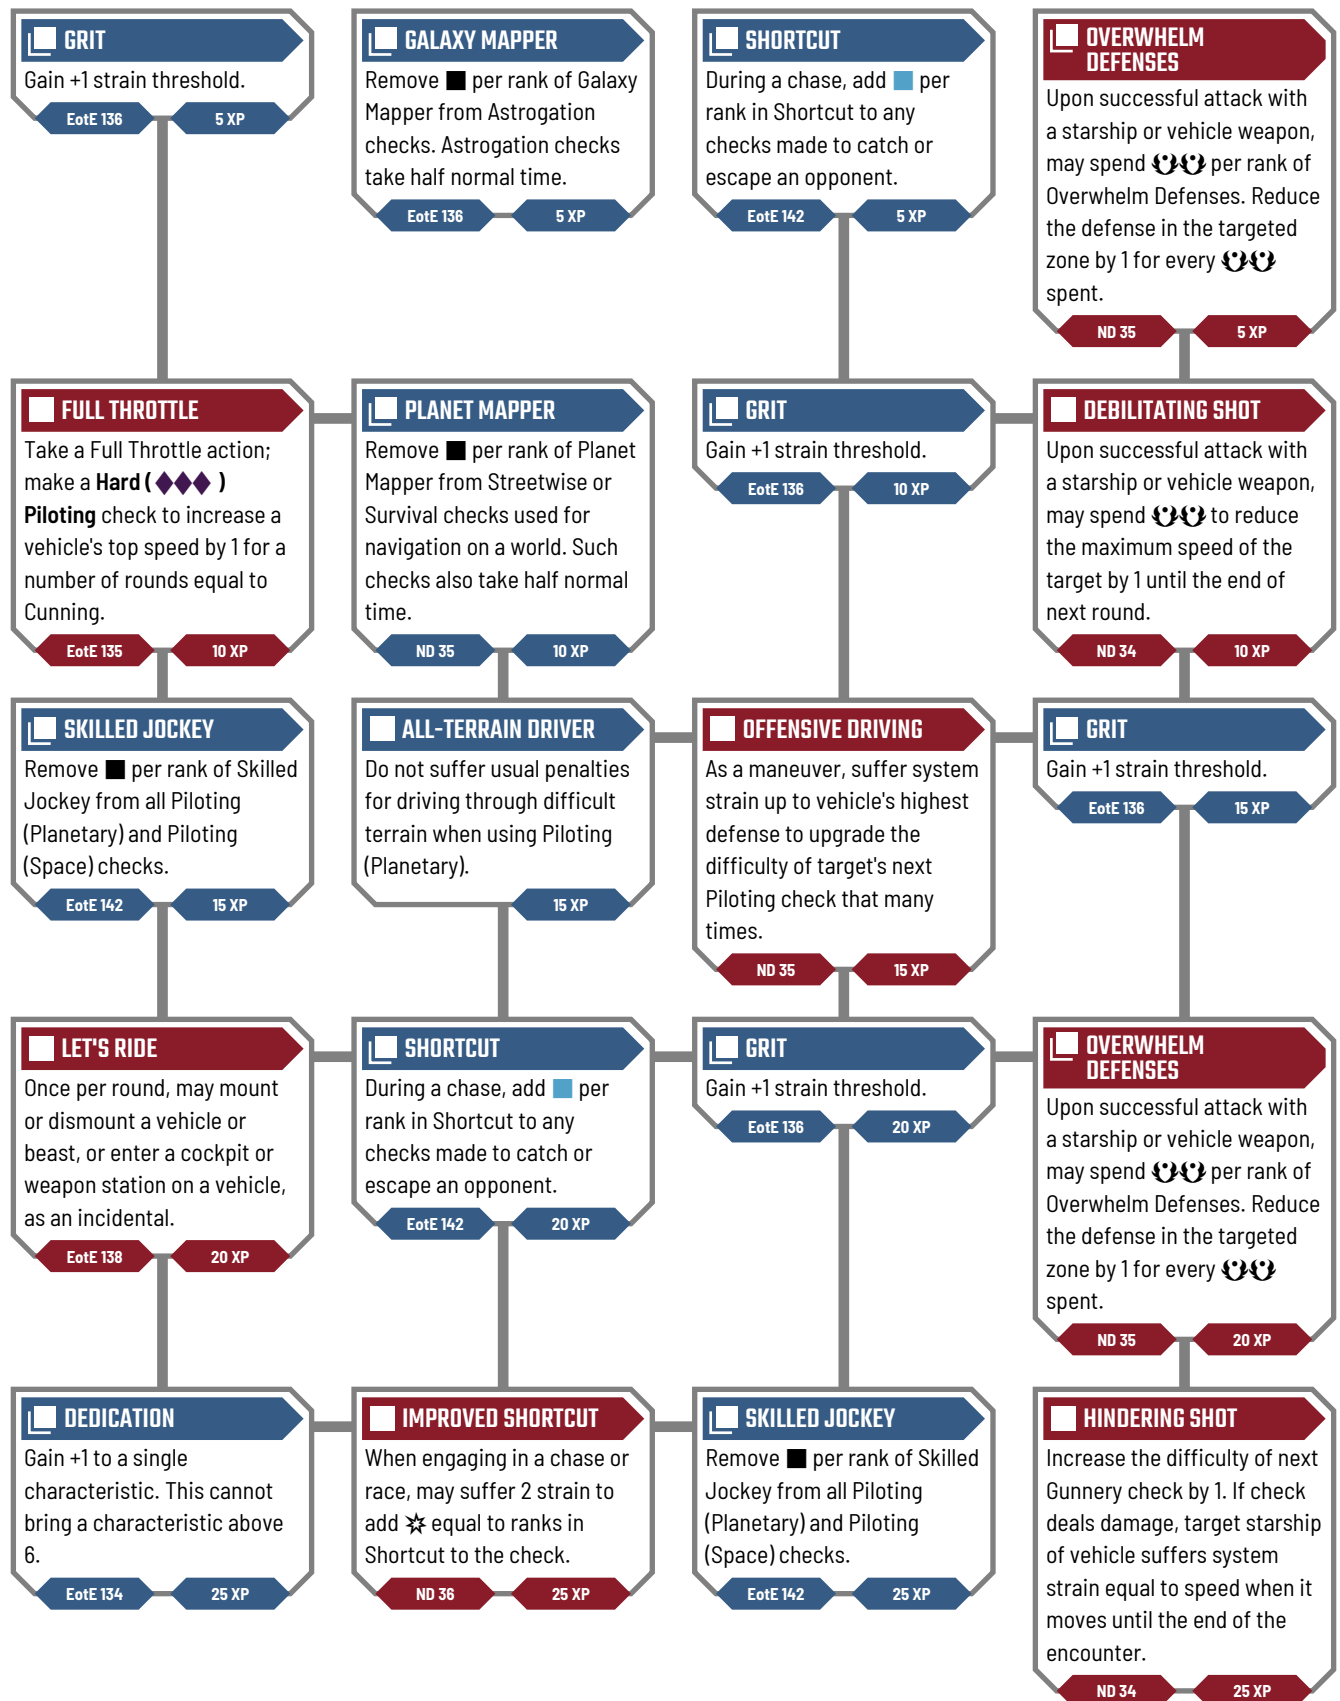 GRIT
Gain +1 strain threshold.
EotE 136
5 XP
GALAXY MAPPER
Remove ■ per rank of Galaxy
Mapper from Astrogation
checks. Astrogation checks
take half normal time.
EotE 136
5 XP
SHORTCUT
During a chase, add ■ per
rank in Shortcut to any
checks made to catch or
escape an opponent.
EotE 142
5 XP
OVERWHELM
DEFENSES
Upon successful attack with
a starship or vehicle weapon,
may spend per rank of
Overwhelm Defenses. Reduce
the defense in the targeted
zone by 1 for every
spent.
ND 35
5 XP
FULL THROTTLE
Take a Full Throttle action;
make a Hard (◆◆◆ )
Piloting check to increase a
vehicle's top speed by 1 for a
number of rounds equal to
Cunning.
EotE 135
10 XP
PLANET MAPPER
Remove ■ per rank of Planet
Mapper from Streetwise or
Survival checks used for
navigation on a world. Such
checks also take half normal
time.
ND 35
10 XP
GRIT
Gain +1 strain threshold.
EotE 136
10 XP
DEBILITATING SHOT
Upon successful attack with
a starship or vehicle weapon,
may spend to reduce
the maximum speed of the
target by 1 until the end of
next round.
ND 34
10 XP
SKILLED JOCKEY
Remove ■ per rank of Skilled
Jockey from all Piloting
(Planetary) and Piloting
(Space) checks.
EotE 142
15 XP
ALL-TERRAIN DRIVER
Do not suffer usual penalties
for driving through difficult
terrain when using Piloting
(Planetary).
15 XP
OFFENSIVE DRIVING
As a maneuver, suffer system
strain up to vehicle's highest
defense to upgrade the
difficulty of target's next
Piloting check that many
times.
ND 35
15 XP
GRIT
Gain +1 strain threshold.
EotE 136
15 XP
LET'S RIDE
Once per round, may mount
or dismount a vehicle or
beast, or enter a cockpit or
weapon station on a vehicle,
as an incidental.
EotE 138
20 XP
SHORTCUT
During a chase, add ■ per
rank in Shortcut to any
checks made to catch or
escape an opponent.
EotE 142
20 XP
GRIT
Gain +1 strain threshold.
EotE 136
20 XP
OVERWHELM
DEFENSES
Upon successful attack with
a starship or vehicle weapon,
may spend per rank of
Overwhelm Defenses. Reduce
the defense in the targeted
zone by 1 for every
spent.
ND 35
20 XP
DEDICATION
Gain +1 to a single
characteristic. This cannot
bring a characteristic above
6.
EotE 134
25 XP
IMPROVED SHORTCUT
When engaging in a chase or
race, may suffer 2 strain to
add equal to ranks in
Shortcut to the check.
ND 36
25 XP
SKILLED JOCKEY
Remove ■ per rank of Skilled
Jockey from all Piloting
(Planetary) and Piloting
(Space) checks.
EotE 142
25 XP
HINDERING SHOT
Increase the difficulty of next
Gunnery check by 1. If check
deals damage, target starship
of vehicle suffers system
strain equal to speed when it
moves until the end of the
encounter.
ND 34
25 XP